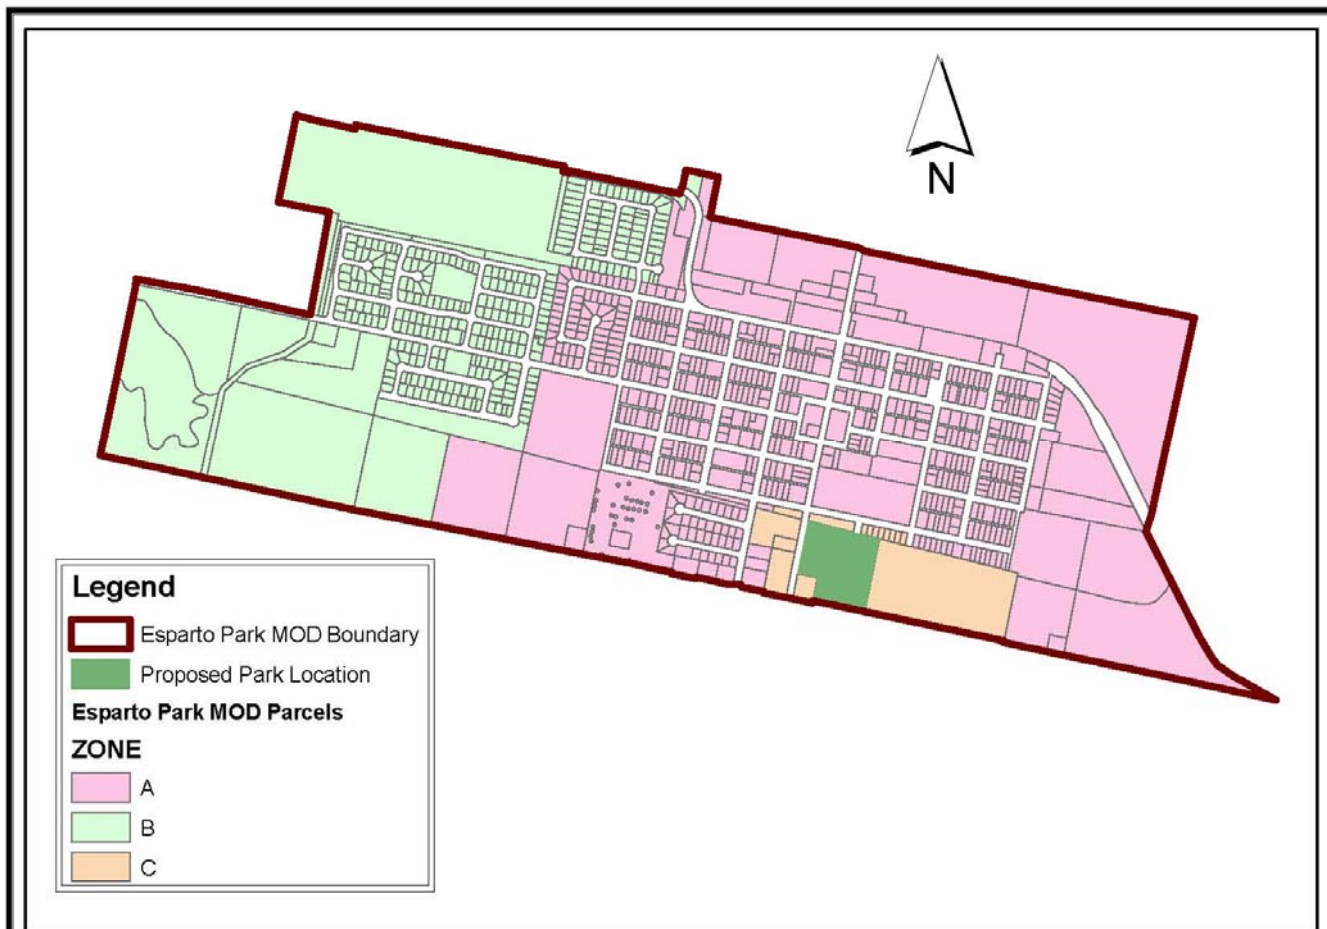 N
Legend
Esparto Park MOD Boundary
Proposed Park Location
Esparto Park MOD Parcels
ZONE
A
B
C